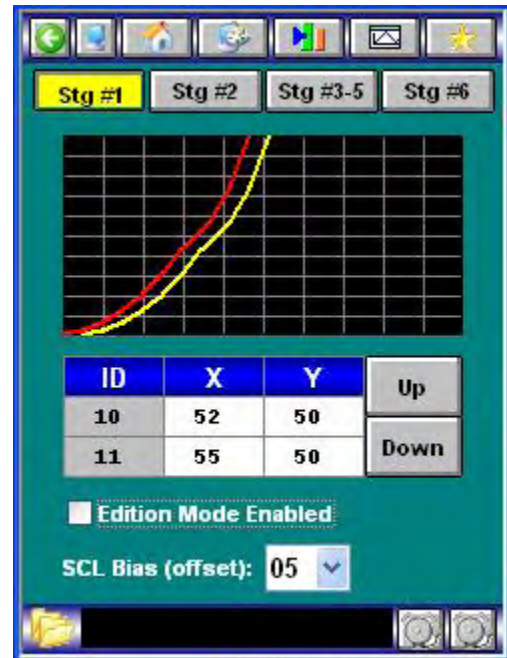 Stg #1 Stg #2 Stg #3-5 Stg #6
ID X Y Up
10 52 50
11 55 50 Down
Edition Mode Enabled
SCL Bias (offset): 05